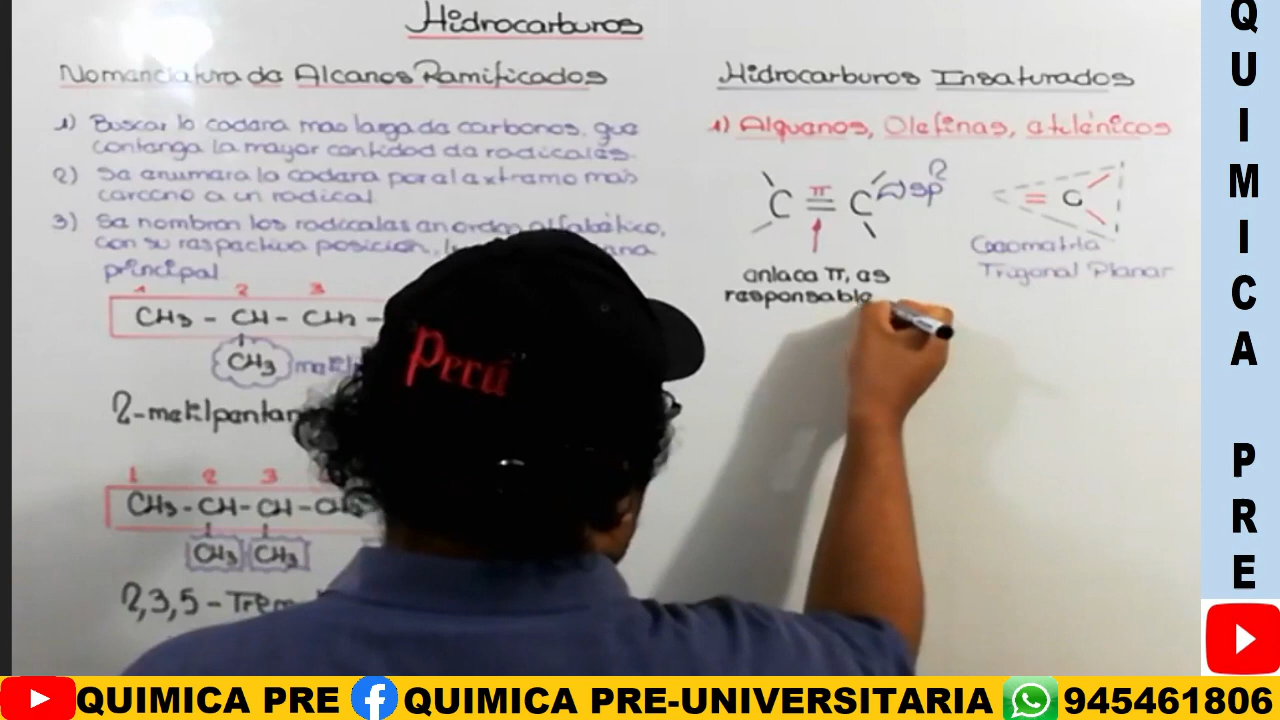 Hidrocarburos
Nomenclatura de Alcanos Ramificados
1) Buscar la cadena mas larga de carbonos, que
contenga la mayor cantidad de radicales.
2) Se enumera la cadena por el extremo mas
cercano a un radical
3) Se nombran los radicales en orden alfabético,
con su respectiva posición,
principal
1 2 3
CH3 - CH - CH2 -
CH3
2-metilpentan
1 2 3
CH3 - CH - CH - CH2
CH3 CH3
2,3,5 -
Hidrocarburos Insaturados
1) Alquenos, Olefinas, etilénicos
π
C = C sp2
= C
Geometría
Trigonal Planar
enlace π, es
responsable
Perú
QUIMICA PRE
QUIMICA PRE QUIMICA PRE-UNIVERSITARIA 945461806